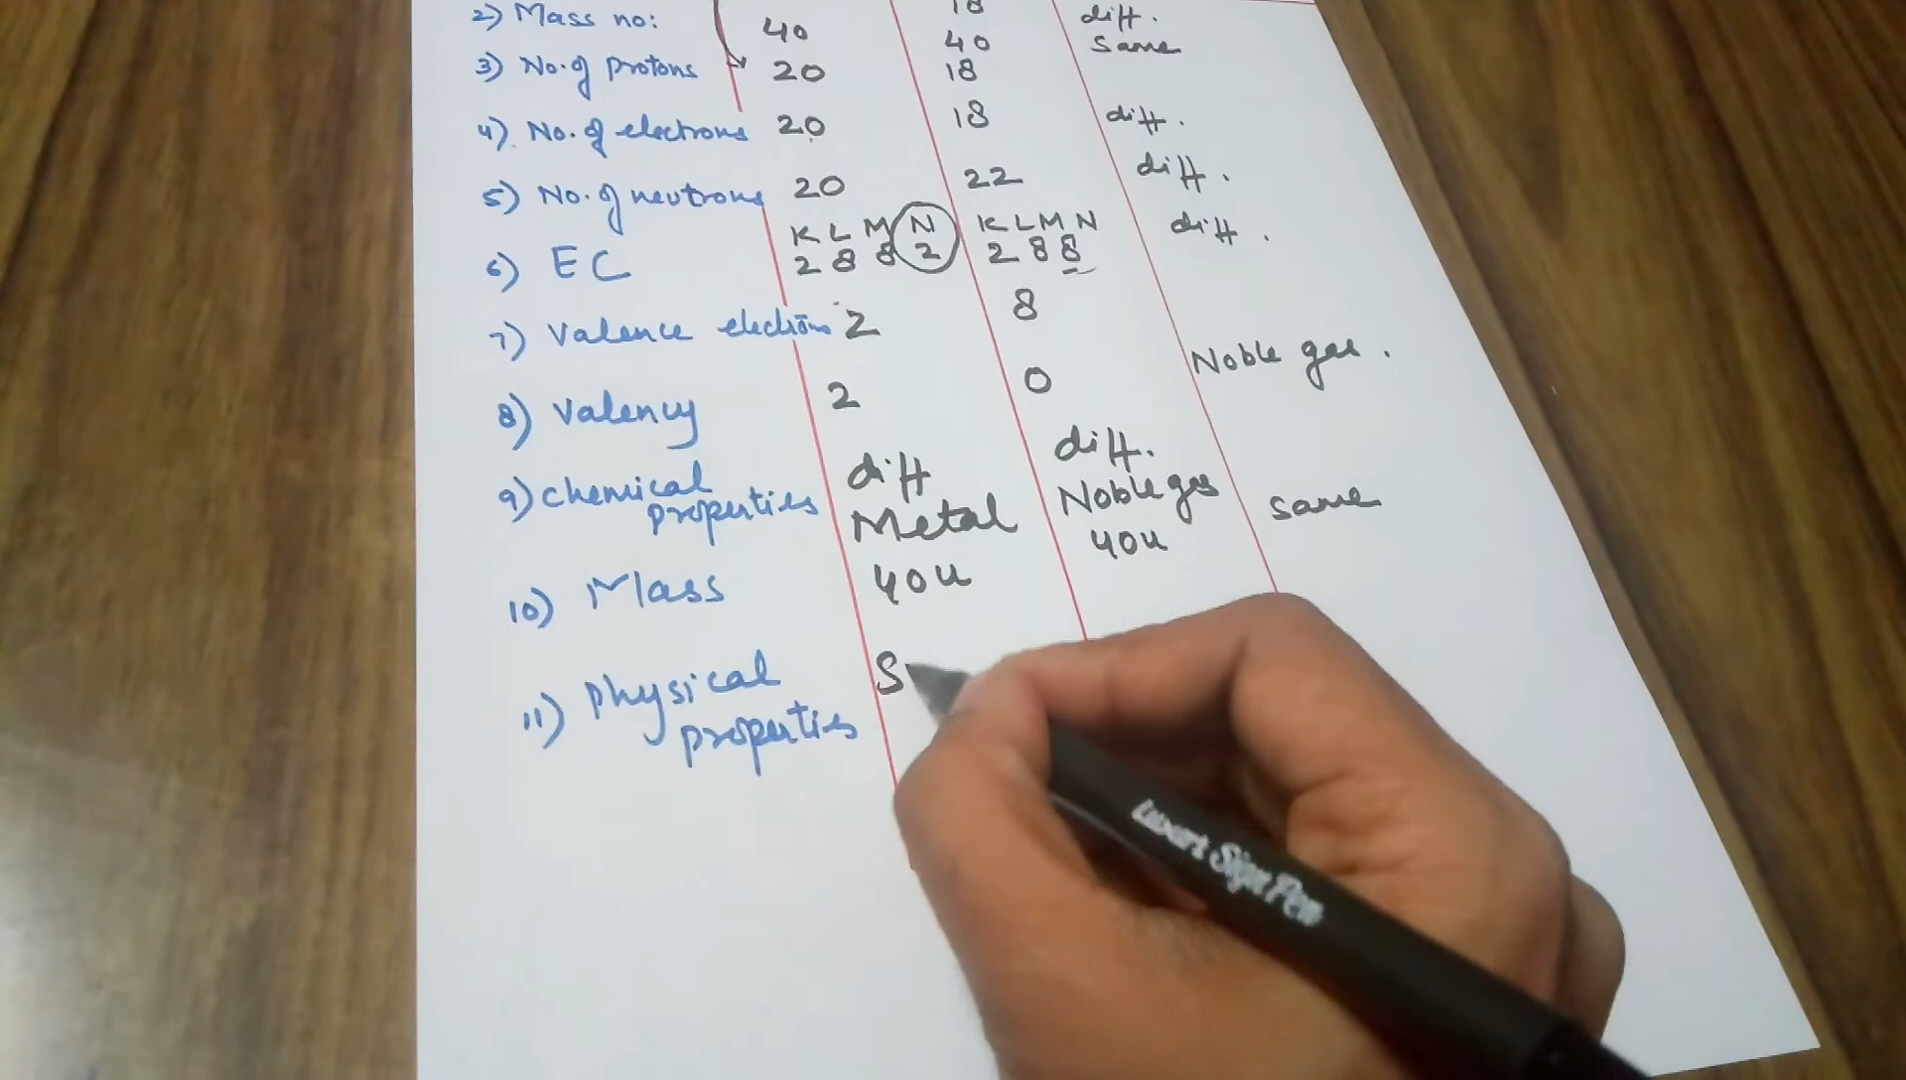 18 diff.
2) Mass no: 40 40 same
3) No. of protons 20 18
4) No. of electrons 20 18 diff.
5) No. of neutrons 20 22 diff.
K L M N K L M N diff.
6) EC 2 8 8 2 2 8 8
7) Valence electrons 2 8
8) Valency 2 0 Noble gas.
9) chemical properties diff Metal diff. Noble gas
10) Mass 40u 40u same
11) Physical properties S
Luxor Sign Pen